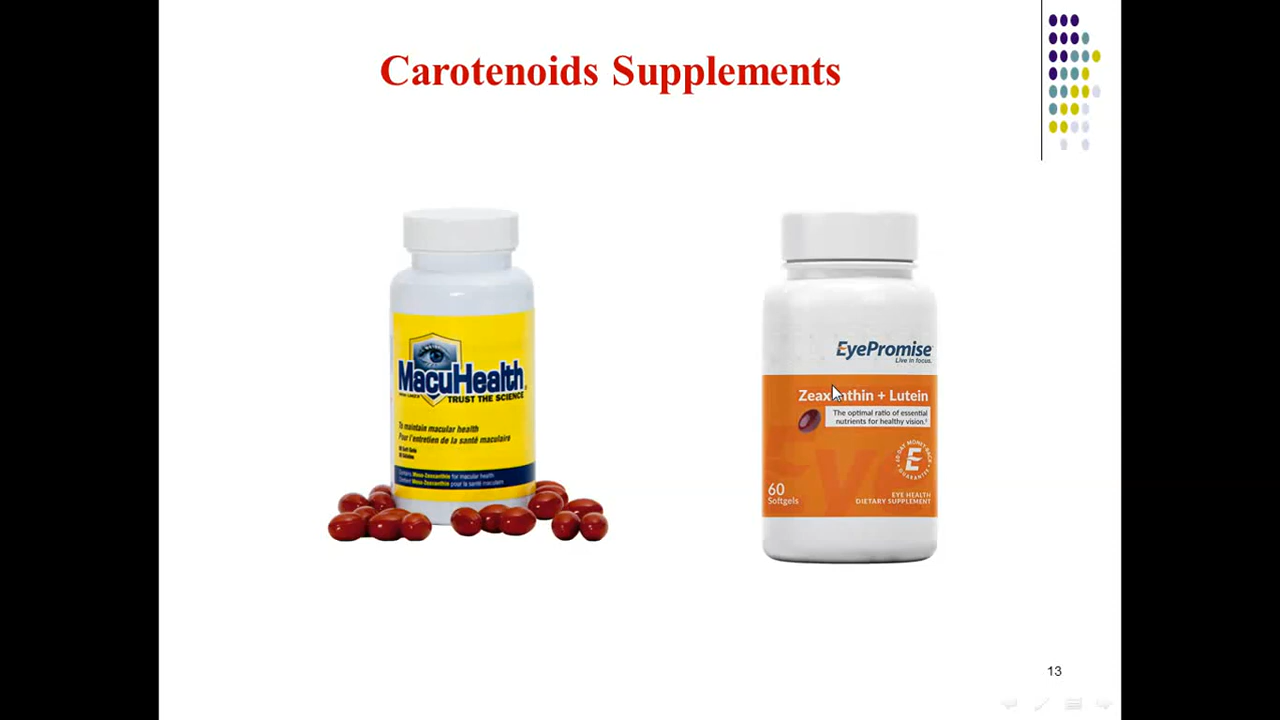 Carotenoids Supplements
MacuHealth
TRUST THE SCIENCE
To maintain macular health
Pour l'entretien de la santé maculaire
EyePromise
Live in focus.
Zeaxanthin + Lutein
The optimal ratio of essential
nutrients for healthy vision.
E
60
Softgels
EYE HEALTH
DIETARY SUPPLEMENT
13